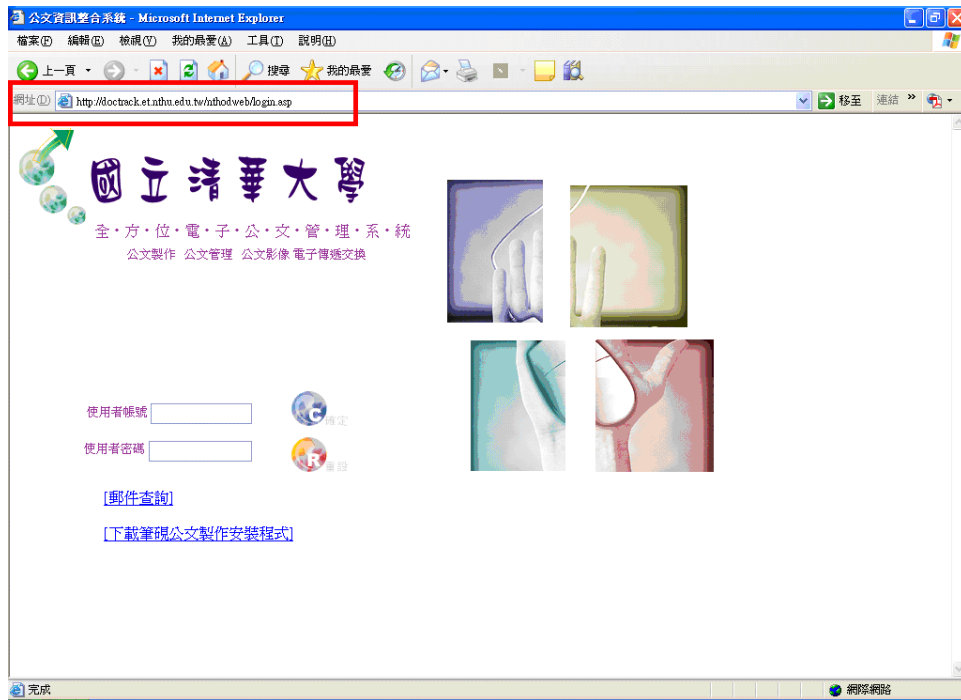 公文資訊整合系統 - Microsoft Internet Explorer
檔案(F) 編輯(E) 檢視(V) 我的最愛(A) 工具(T) 說明(H)
上一頁 搜尋 我的最愛
網址(D) http://doctrack.et.nthu.edu.tw/nthodweb/login.asp 移至 連結 »
國立清華大學
全・方・位・電・子・公・文・管・理・系・統
公文製作 公文管理 公文影像 電子傳遞交換
使用者帳號 C 確定
使用者密碼 R 重設
[郵件查詢]
[下載筆硯公文製作安裝程式]
完成 網際網路